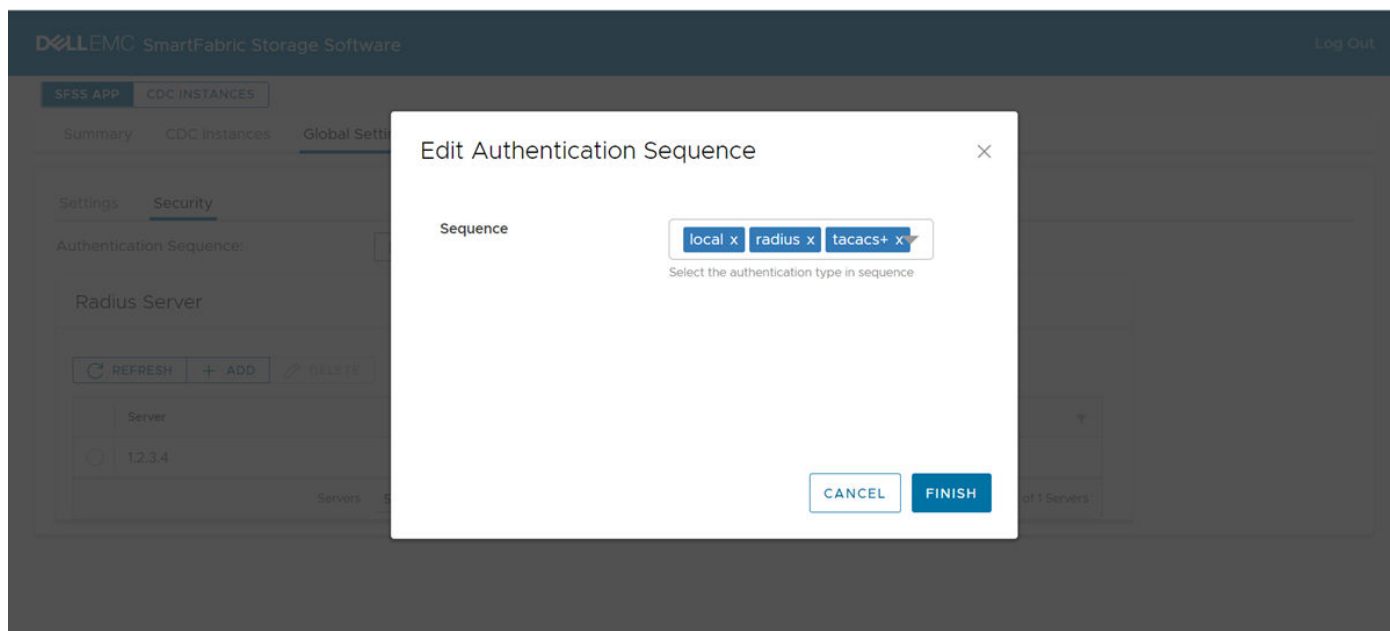 DELLEMC SmartFabric Storage Software
Log Out
SFSS APP CDC INSTANCES
Summary CDC Instances Global Setti
Edit Authentication Sequence
Settings Security
Sequence
local x radius x tacacs+ x
Authentication Sequence:
Select the authentication type in sequence
Radius Server
REFRESH + ADD DELETE
Server
1.2.3.4
CANCEL FINISH
Servers
of 1 Servers